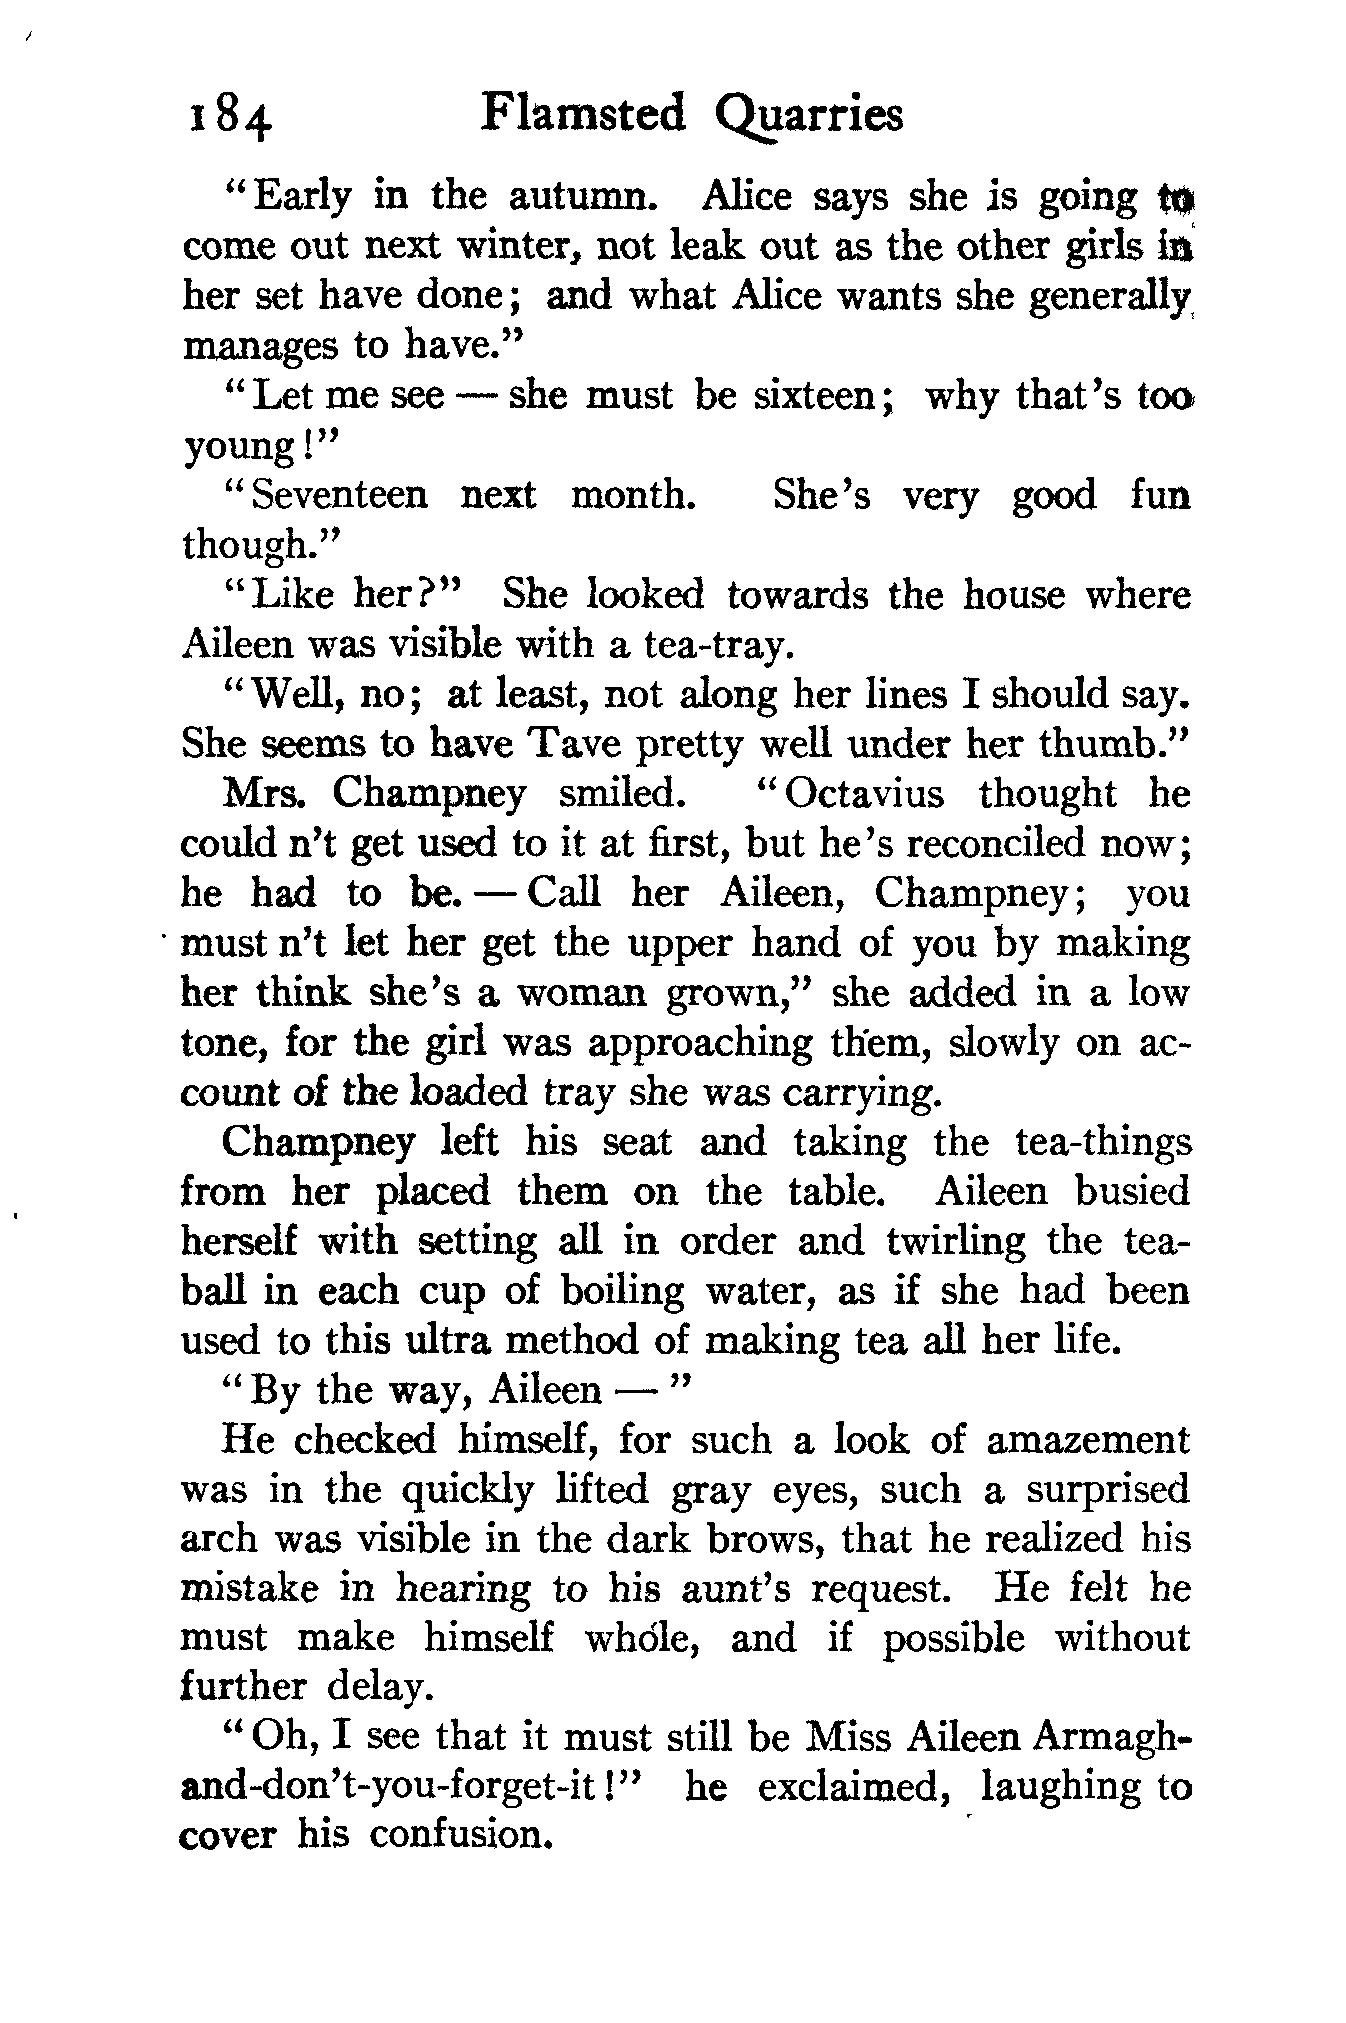 184 Flamsted Quarries
"Early in the autumn. Alice says she is going to
come out next winter, not leak out as the other girls in
her set have done; and what Alice wants she generally
manages to have."
"Let me see — she must be sixteen; why that's too
young!"
"Seventeen next month. She's very good fun
though."
"Like her?" She looked towards the house where
Aileen was visible with a tea-tray.
"Well, no; at least, not along her lines I should say.
She seems to have Tave pretty well under her thumb."
Mrs. Champney smiled. "Octavius thought he
could n't get used to it at first, but he's reconciled now;
he had to be. — Call her Aileen, Champney; you
must n't let her get the upper hand of you by making
her think she's a woman grown," she added in a low
tone, for the girl was approaching them, slowly on ac-
count of the loaded tray she was carrying.
Champney left his seat and taking the tea-things
from her placed them on the table. Aileen busied
herself with setting all in order and twirling the tea-
ball in each cup of boiling water, as if she had been
used to this ultra method of making tea all her life.
"By the way, Aileen — "
He checked himself, for such a look of amazement
was in the quickly lifted gray eyes, such a surprised
arch was visible in the dark brows, that he realized his
mistake in hearing to his aunt's request. He felt he
must make himself whole, and if possible without
further delay.
"Oh, I see that it must still be Miss Aileen Armagh-
and-don't-you-forget-it!" he exclaimed, laughing to
cover his confusion.